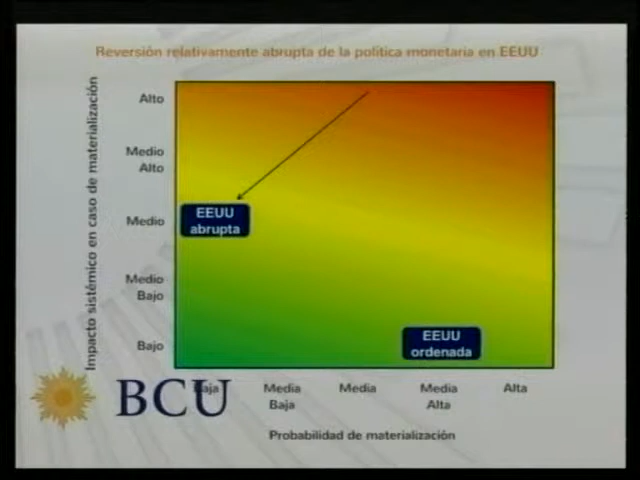 Reversión relativamente abrupta de la política monetaria en EEUU
Impacto sistémico en caso de materialización
Alto
Medio
Alto
Medio
Medio
Bajo
Bajo
EEUU
abrupta
EEUU
ordenada
Baja
Media
Baja
Media
Media
Alta
Alta
Probabilidad de materialización
BCU